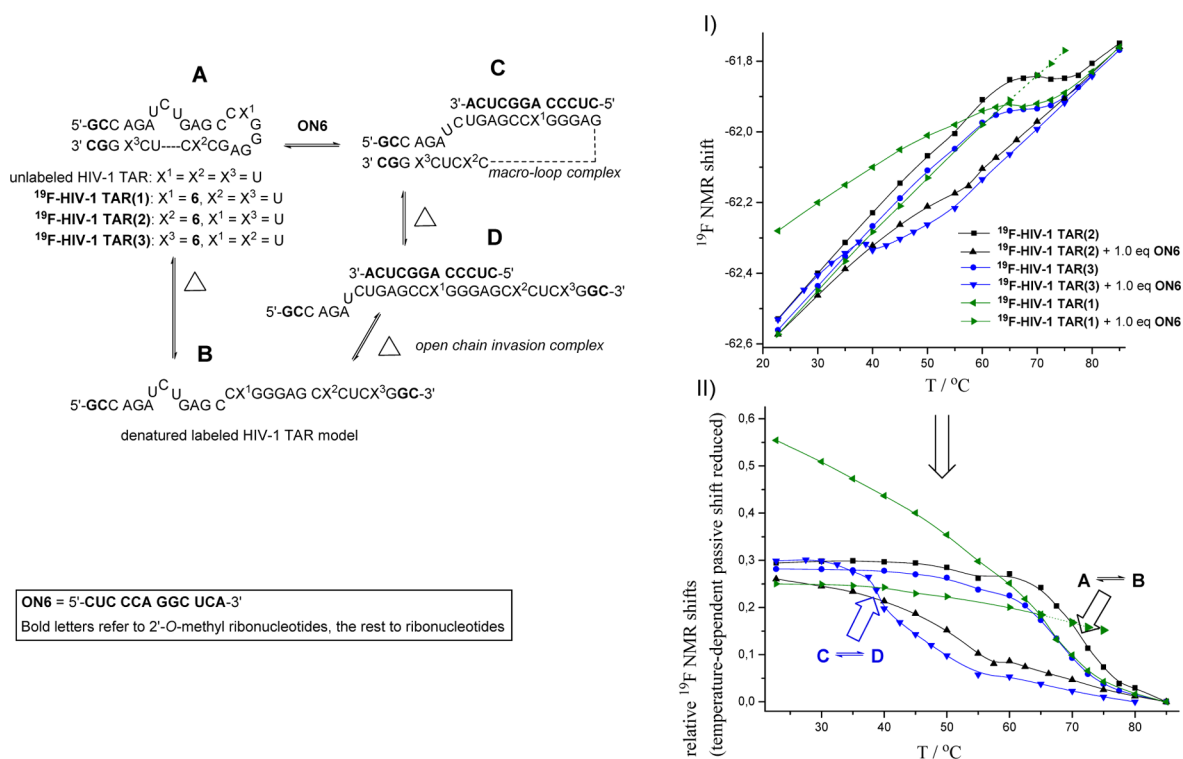 A
U C U
5'-GCC AGA GAG C CX¹ G G
3' CG G X³CU----CX²C GAG G
unlabeled HIV-1 TAR: X¹ = X² = X³ = U
¹⁹F-HIV-1 TAR(1): X¹ = 6, X² = X³ = U
¹⁹F-HIV-1 TAR(2): X² = 6, X¹ = X³ = U
¹⁹F-HIV-1 TAR(3): X³ = 6, X¹ = X² = U
ON6
C
3'-ACUCGGA CCCUC-5'
U C U GAGCCX¹GGGAG
5'-GCC AGA
3' CGG X³CUCX²C
macro-loop complex
△
△
D
3'-ACUCGGA CCCUC-5'
U CUGAGCCX¹GGGAGCX²CUCX³GGC-3'
5'-GCC AGA
△ open chain invasion complex
B
U C U
5'-GCC AGA GAG C CX¹GGGAG CX²CUCX³GGC-3'
denatured labeled HIV-1 TAR model
ON6 = 5'-CUC CCA GGC UCA-3'
Bold letters refer to 2'-O-methyl ribonucleotides, the rest to ribonucleotides
I)
¹⁹F NMR shift
-61,8
-62,0
-62,2
-62,4
-62,6
20 30 40 50 60 70 80
T / °C
¹⁹F-HIV-1 TAR(2)
¹⁹F-HIV-1 TAR(2) + 1.0 eq ON6
¹⁹F-HIV-1 TAR(3)
¹⁹F-HIV-1 TAR(3) + 1.0 eq ON6
¹⁹F-HIV-1 TAR(1)
¹⁹F-HIV-1 TAR(1) + 1.0 eq ON6
II)
relative ¹⁹F NMR shifts
(temperature-dependent passive shift reduced)
0,6
0,5
0,4
0,3
0,2
0,1
0,0
30 40 50 60 70 80
T / °C
A ⇌ B
C ⇌ D